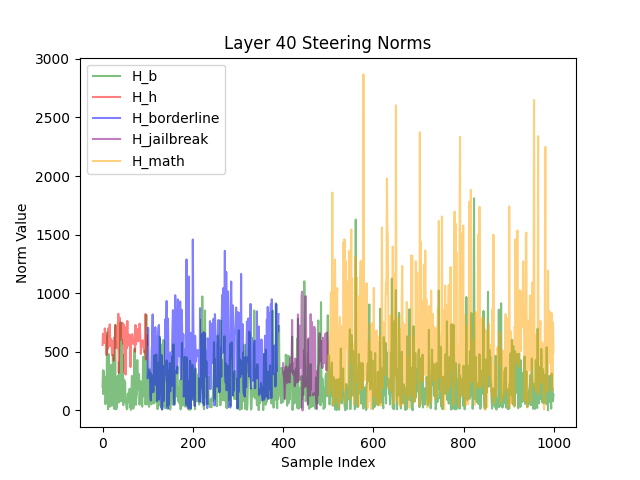 Layer 40 Steering Norms
3000
2500
2000
1500
1000
500
0
Norm Value
H_b
H_h
H_borderline
H_jailbreak
H_math
0 200 400 600 800 1000
Sample Index